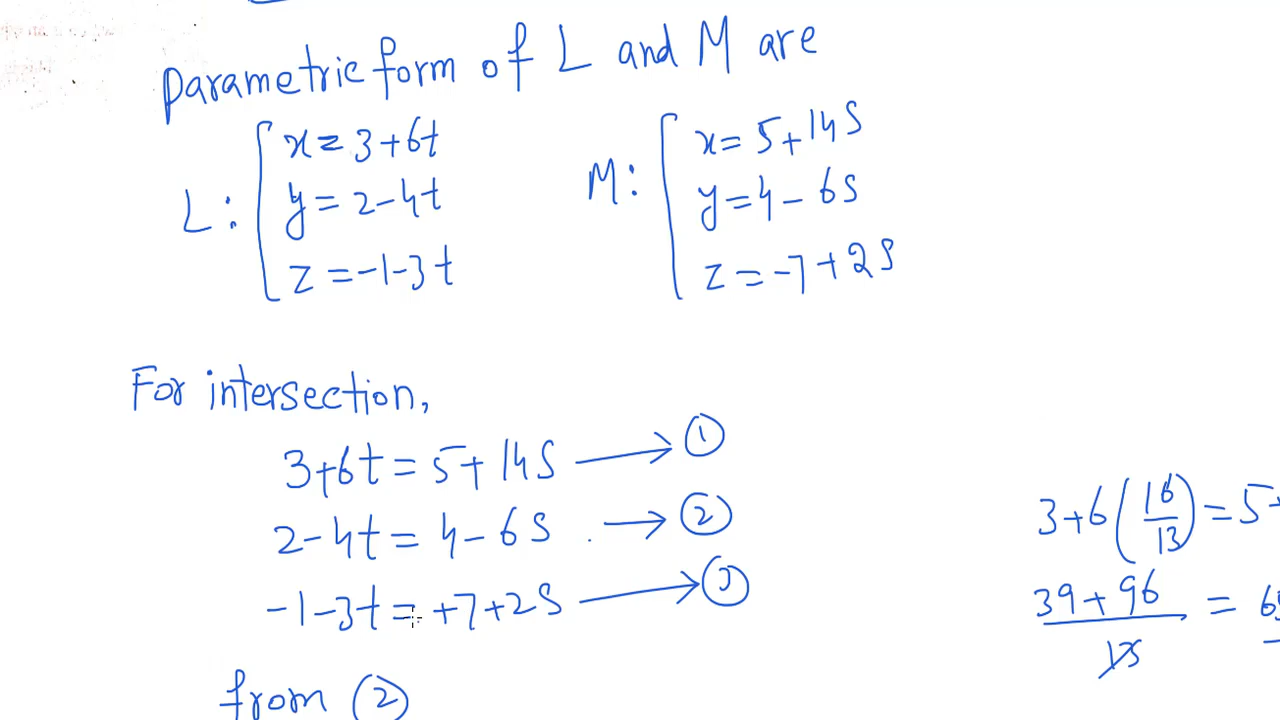 parametric form of L and M are
L: { x = 3+6t
y = 2-4t
z = -1-3t
M: { x = 5+14S
y = 4-6S
z = -7+2S
For intersection,
3+6t = 5+14S → ①
2-4t = 4-6S . → ②
-1-3t = +7+2S → ③
3+6(16/13) = 5+
39+96/13 = 65
from (2)